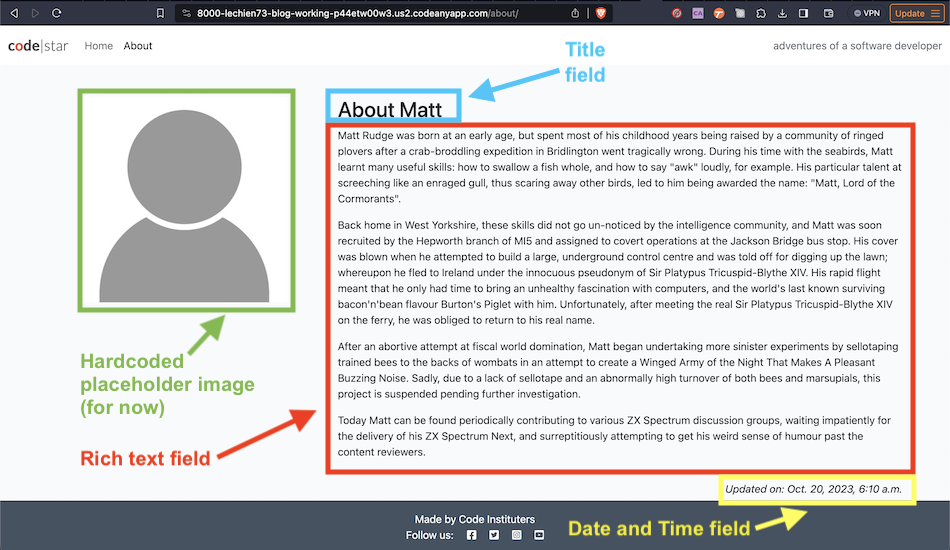 8000-lechien73-blog-working-p44etw00w3.us2.codeanyapp.com/about/
CA
VPN
Update
code|star
Home
About
adventures of a software developer
Title
field
About Matt
Matt Rudge was born at an early age, but spent most of his childhood years being raised by a community of ringed
plovers after a crab-broddling expedition in Bridlington went tragically wrong. During his time with the seabirds, Matt
learnt many useful skills: how to swallow a fish whole, and how to say "awk" loudly, for example. His particular talent at
screeching like an enraged gull, thus scaring away other birds, led to him being awarded the name: "Matt, Lord of the
Cormorants".
Back home in West Yorkshire, these skills did not go un-noticed by the intelligence community, and Matt was soon
recruited by the Hepworth branch of MI5 and assigned to covert operations at the Jackson Bridge bus stop. His cover
was blown when he attempted to build a large, underground control centre and was told off for digging up the lawn;
whereupon he fled to Ireland under the innocuous pseudonym of Sir Platypus Tricuspid-Blythe XIV. His rapid flight
meant that he only had time to bring an unhealthy fascination with computers, and the world's last known surviving
bacon'n'bean flavour Burton's Piglet with him. Unfortunately, after meeting the real Sir Platypus Tricuspid-Blythe XIV
on the ferry, he was obliged to return to his real name.
After an abortive attempt at fiscal world domination, Matt began undertaking more sinister experiments by sellotaping
trained bees to the backs of wombats in an attempt to create a Winged Army of the Night That Makes A Pleasant
Buzzing Noise. Sadly, due to a lack of sellotape and an abnormally high turnover of both bees and marsupials, this
project is suspended pending further investigation.
Today Matt can be found periodically contributing to various ZX Spectrum discussion groups, waiting impatiently for
the delivery of his ZX Spectrum Next, and surreptitiously attempting to get his weird sense of humour past the
content reviewers.
Hardcoded
placeholder image
(for now)
Rich text field
Updated on: Oct. 20, 2023, 6:10 a.m.
Made by Code Instituters
Follow us:
Date and Time field